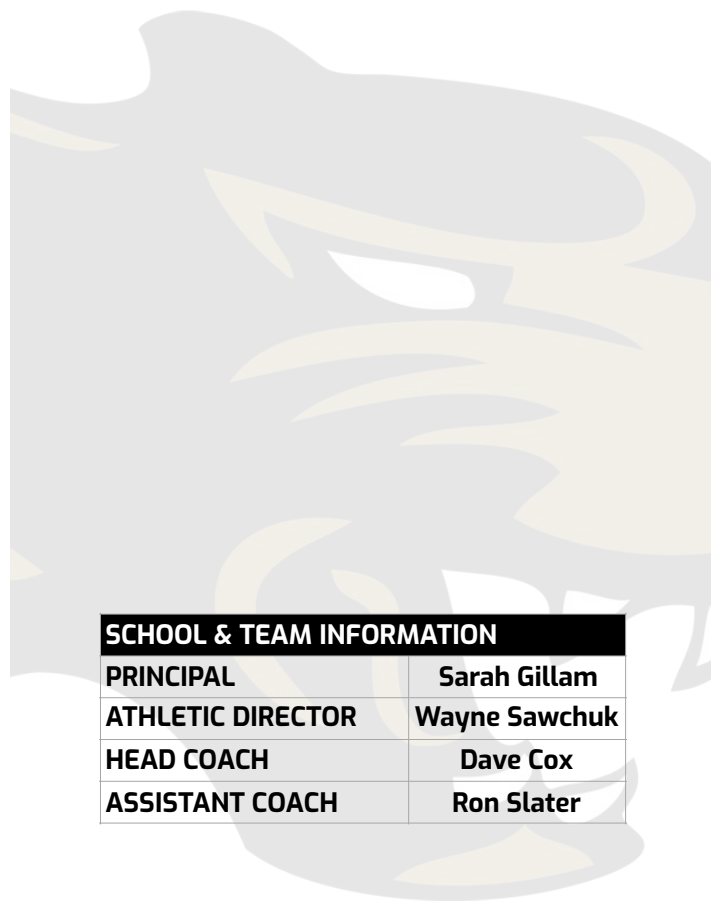 SCHOOL & TEAM INFORMATION
PRINCIPAL Sarah Gillam
ATHLETIC DIRECTOR Wayne Sawchuk
HEAD COACH Dave Cox
ASSISTANT COACH Ron Slater